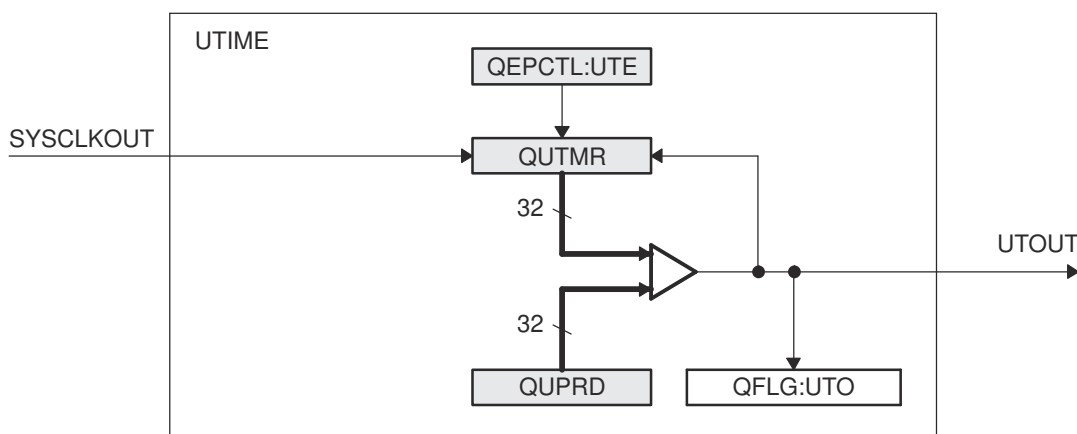 UTIME
QEPCTL:UTE
SYSCLKOUT
QUTMR
32
UTOUT
32
QUPRD
QFLG:UTO